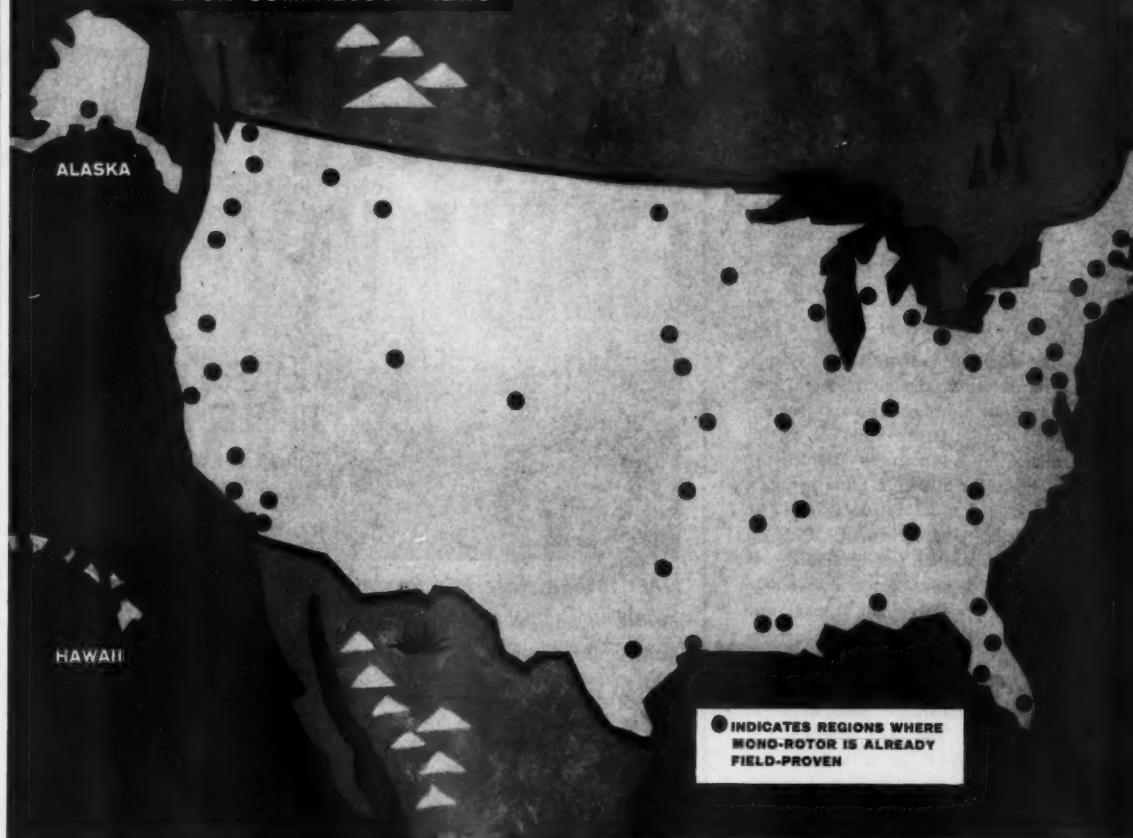 ALASKA
HAWAII
INDICATES REGIONS WHERE
MONO-ROTOR IS ALREADY
FIELD-PROVEN